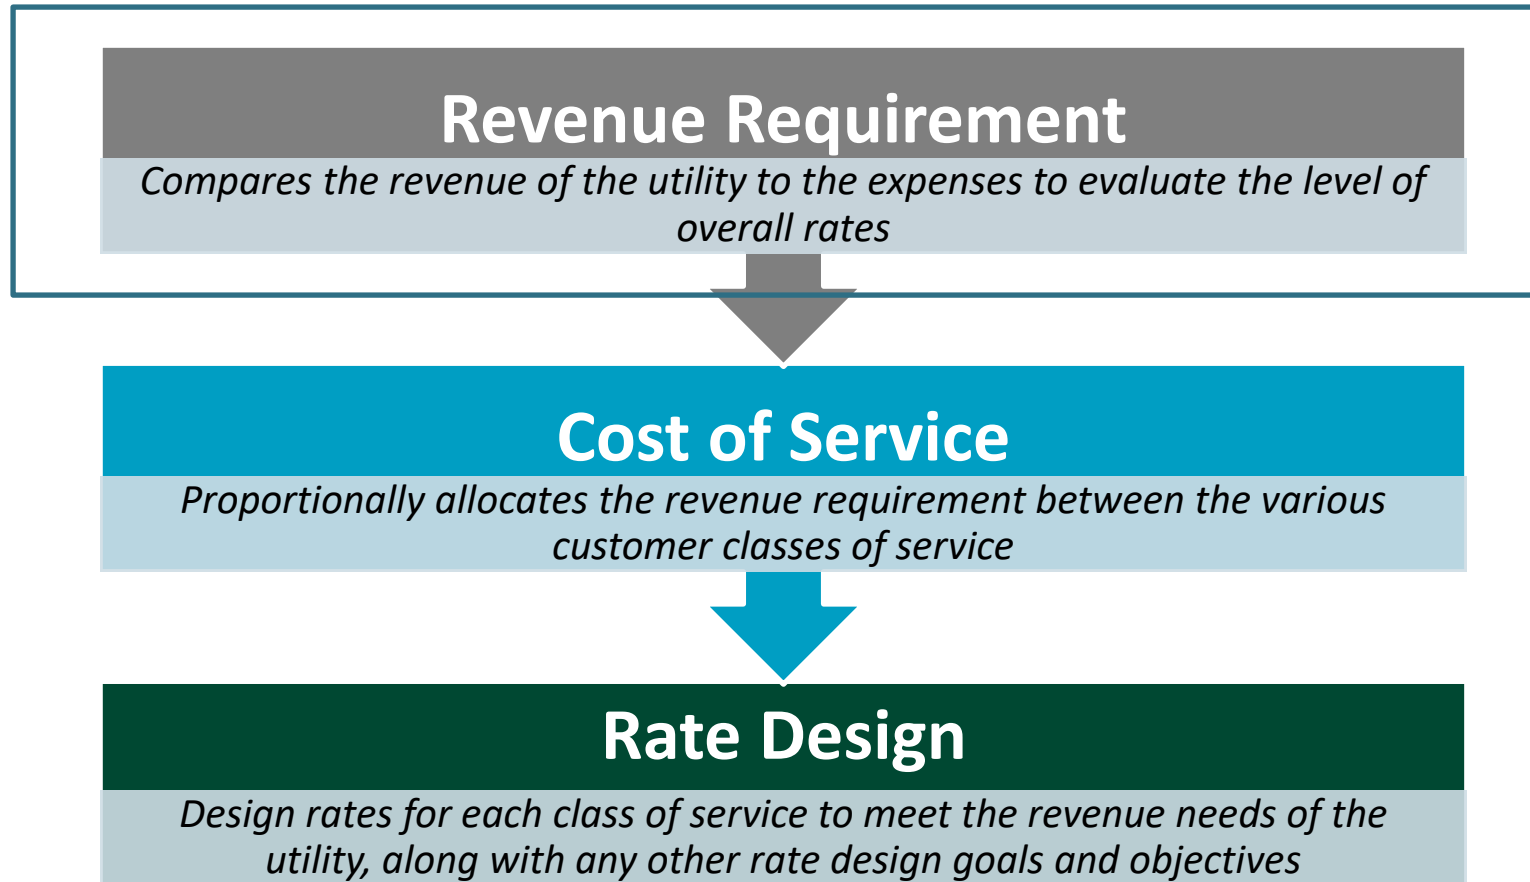 Revenue Requirement
Compares the revenue of the utility to the expenses to evaluate the level of
overall rates
Cost of Service
Proportionally allocates the revenue requirement between the various
customer classes of service
Rate Design
Design rates for each class of service to meet the revenue needs of the
utility, along with any other rate design goals and objectives